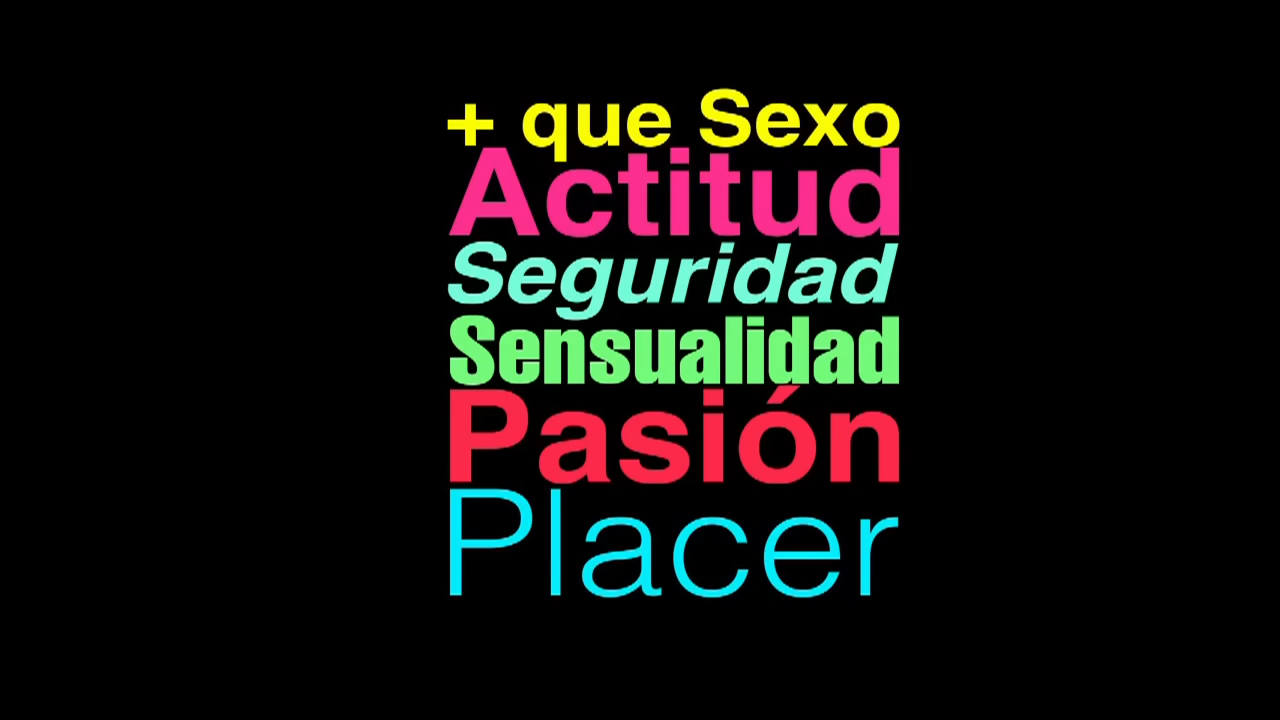 + que Sexo
Actitud
Seguridad
Sensualidad
Pasión
Placer